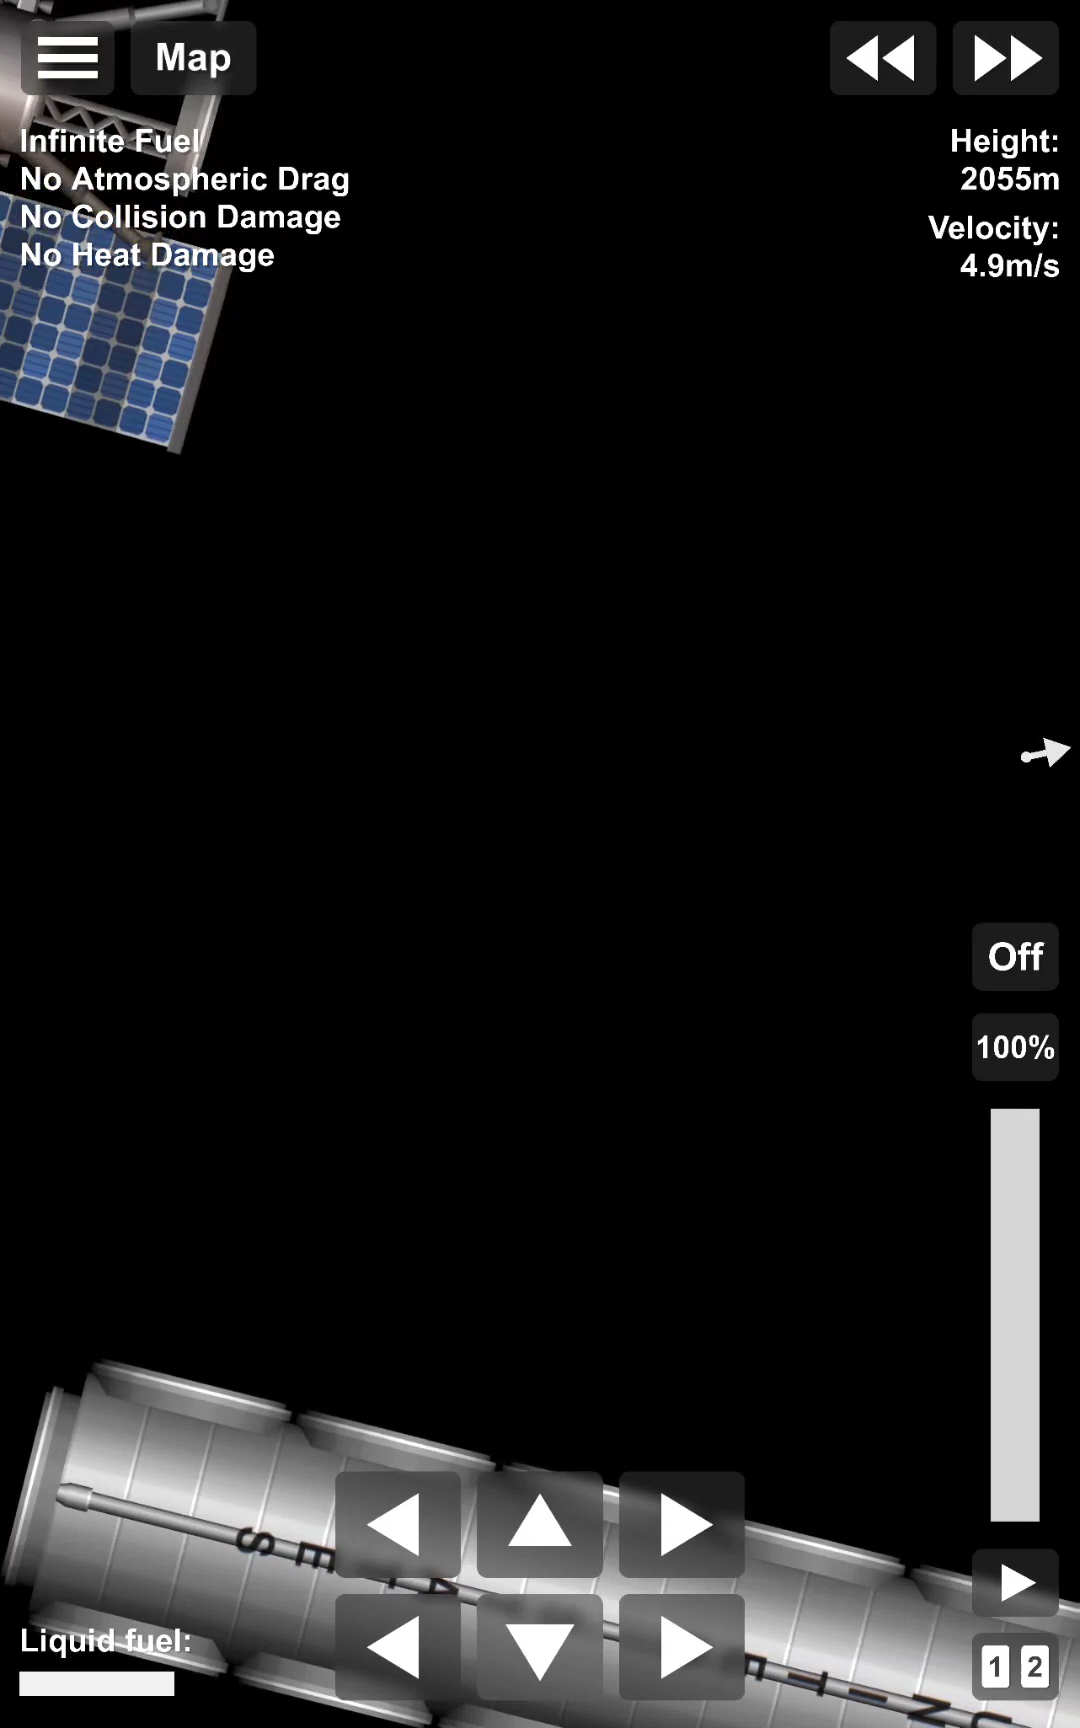 Map
Infinite Fuel
No Atmospheric Drag
No Collision Damage
No Heat Damage
Height:
2055m
Velocity:
4.9m/s
Off
100%
Liquid fuel:
1 2